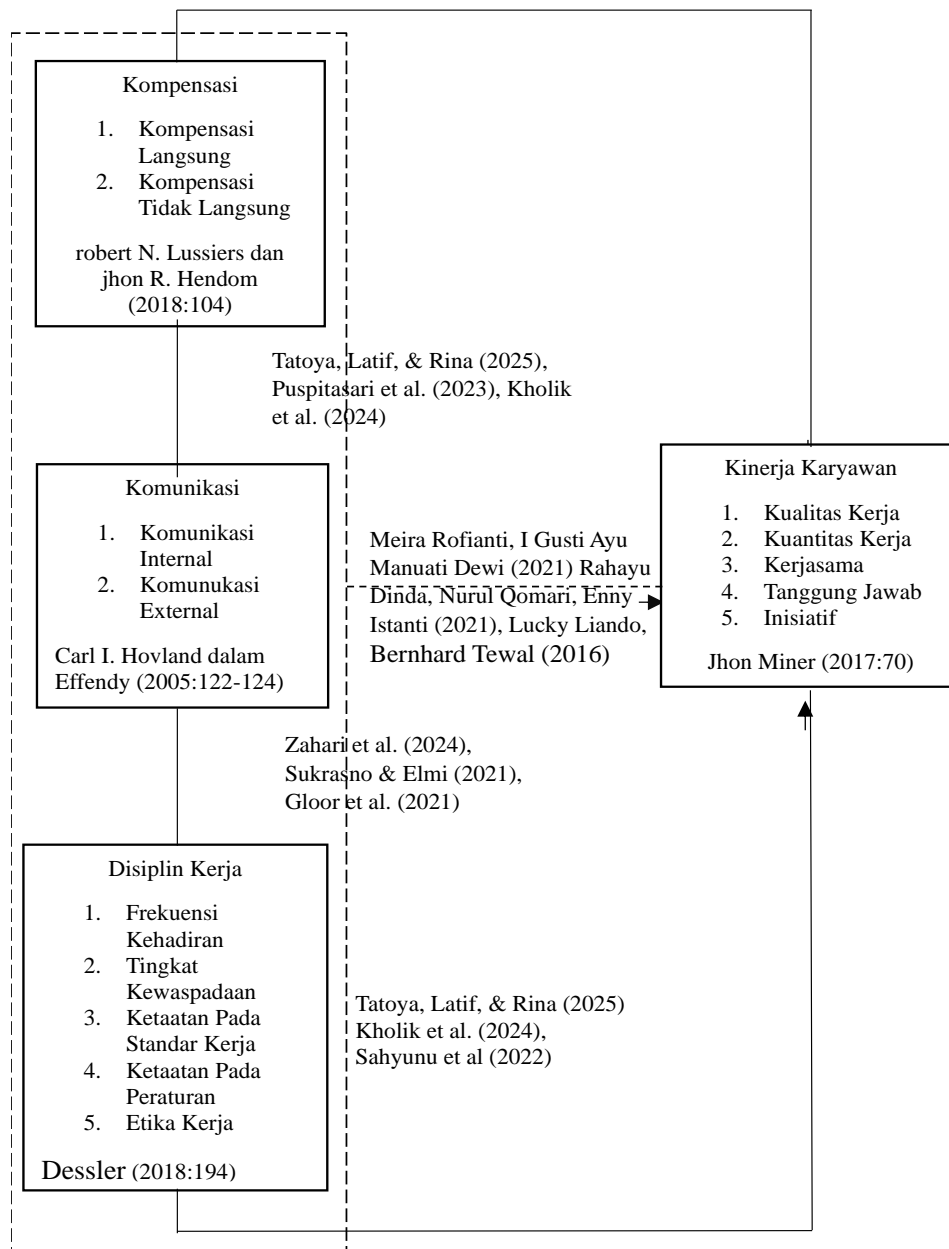 Kompensasi
1. Kompensasi
Langsung
2. Kompensasi
Tidak Langsung
robert N. Lussiers dan
jhon R. Hendom
(2018:104)
Tatoya, Latif, & Rina (2025),
Puspitasari et al. (2023), Kholik
et al. (2024)
Komunikasi
1. Komunikasi
Internal
2. Komunukasi
External
Carl I. Hovland dalam
Effendy (2005:122-124)
Meira Rofianti, I Gusti Ayu
Manuati Dewi (2021) Rahayu
Dinda, Nurul Qomari, Enny
Istanti (2021), Lucky Liando,
Bernhard Tewal (2016)
Kinerja Karyawan
1. Kualitas Kerja
2. Kuantitas Kerja
3. Kerjasama
4. Tanggung Jawab
5. Inisiatif
Jhon Miner (2017:70)
Zahari et al. (2024),
Sukrasno & Elmi (2021),
Gloor et al. (2021)
Disiplin Kerja
1. Frekuensi
Kehadiran
2. Tingkat
Kewaspadaan
3. Ketaatan Pada
Standar Kerja
4. Ketaatan Pada
Peraturan
5. Etika Kerja
Dessler (2018:194)
Tatoya, Latif, & Rina (2025)
Kholik et al. (2024),
Sahyunu et al (2022)